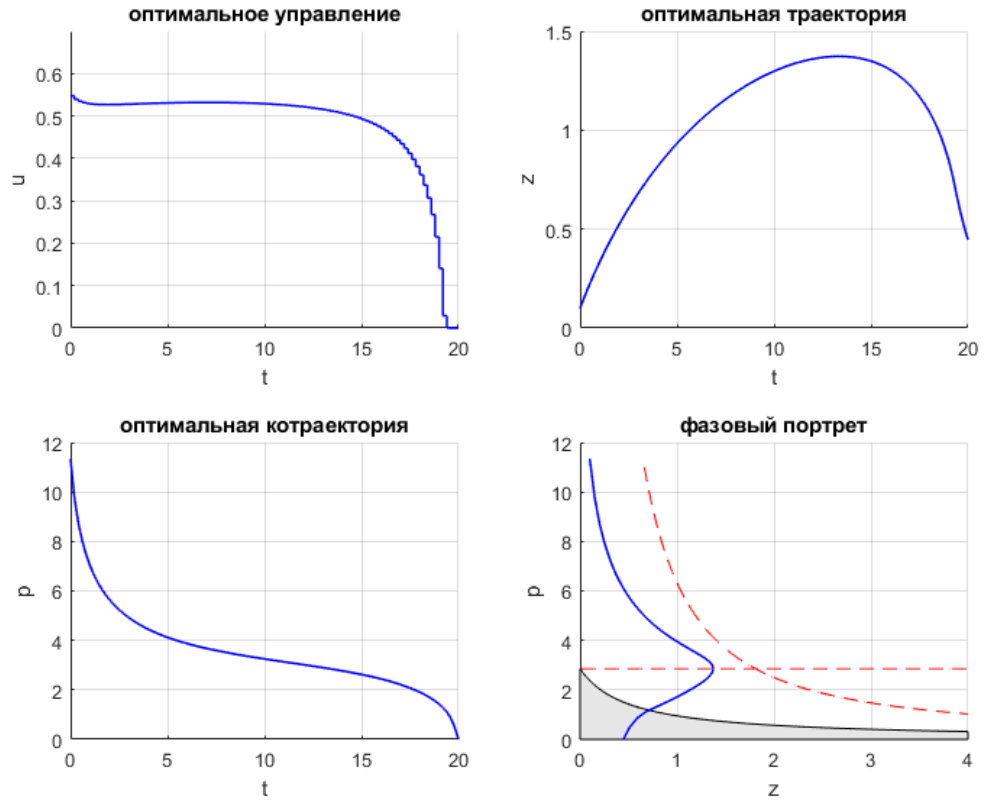 оптимальное управление
u
0.6
0.5
0.4
0.3
0.2
0.1
0
0 5 10 15 20
t
оптимальная траектория
z
1.5
1
0.5
0
0 5 10 15 20
t
оптимальная котраектория
p
12
10
8
6
4
2
0
0 5 10 15 20
t
фазовый портрет
p
12
10
8
6
4
2
0
0 1 2 3 4
z